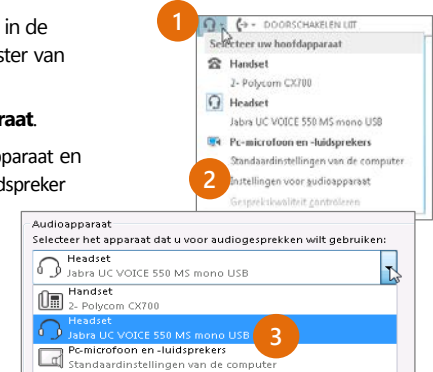 in de
ster van
raat.
pparaat en
dspreker
1
DOORSCHAKELEN UIT
Selecteer uw hoofdapparaat
Handset
2- Polycom CX700
Headset
Jabra UC VOICE 550 MS mono USB
Pc-microfoon en -luidsprekers
Standaardinstellingen van de computer
2
Instellingen voor audioapparaat
Gesprekskwaliteit controleren
Audioapparaat
Selecteer het apparaat dat u voor audiogesprekken wilt gebruiken:
Headset
Jabra UC VOICE 550 MS mono USB
Handset
2- Polycom CX700
Headset
Jabra UC VOICE 550 MS mono USB
3
Pc-microfoon en -luidsprekers
Standaardinstellingen van de computer